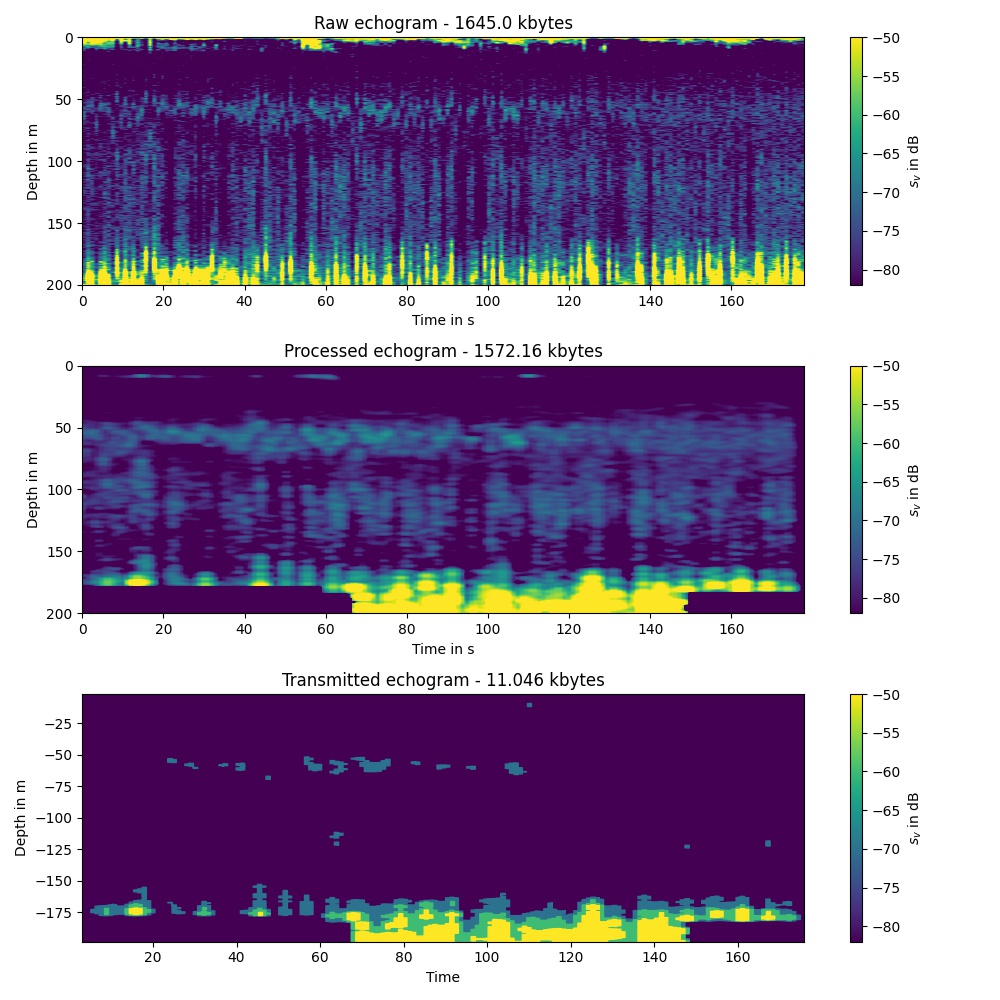 Raw echogram - 1645.0 kbytes
0
50
100
150
200
Depth in m
0 20 40 60 80 100 120 140 160
Time in s
−50
−55
−60
−65
−70
−75
−80
sv in dB
Processed echogram - 1572.16 kbytes
0
50
100
150
200
Depth in m
0 20 40 60 80 100 120 140 160
Time in s
−50
−55
−60
−65
−70
−75
−80
sv in dB
Transmitted echogram - 11.046 kbytes
−25
−50
−75
−100
−125
−150
−175
Depth in m
20 40 60 80 100 120 140 160
Time
−50
−55
−60
−65
−70
−75
−80
sv in dB